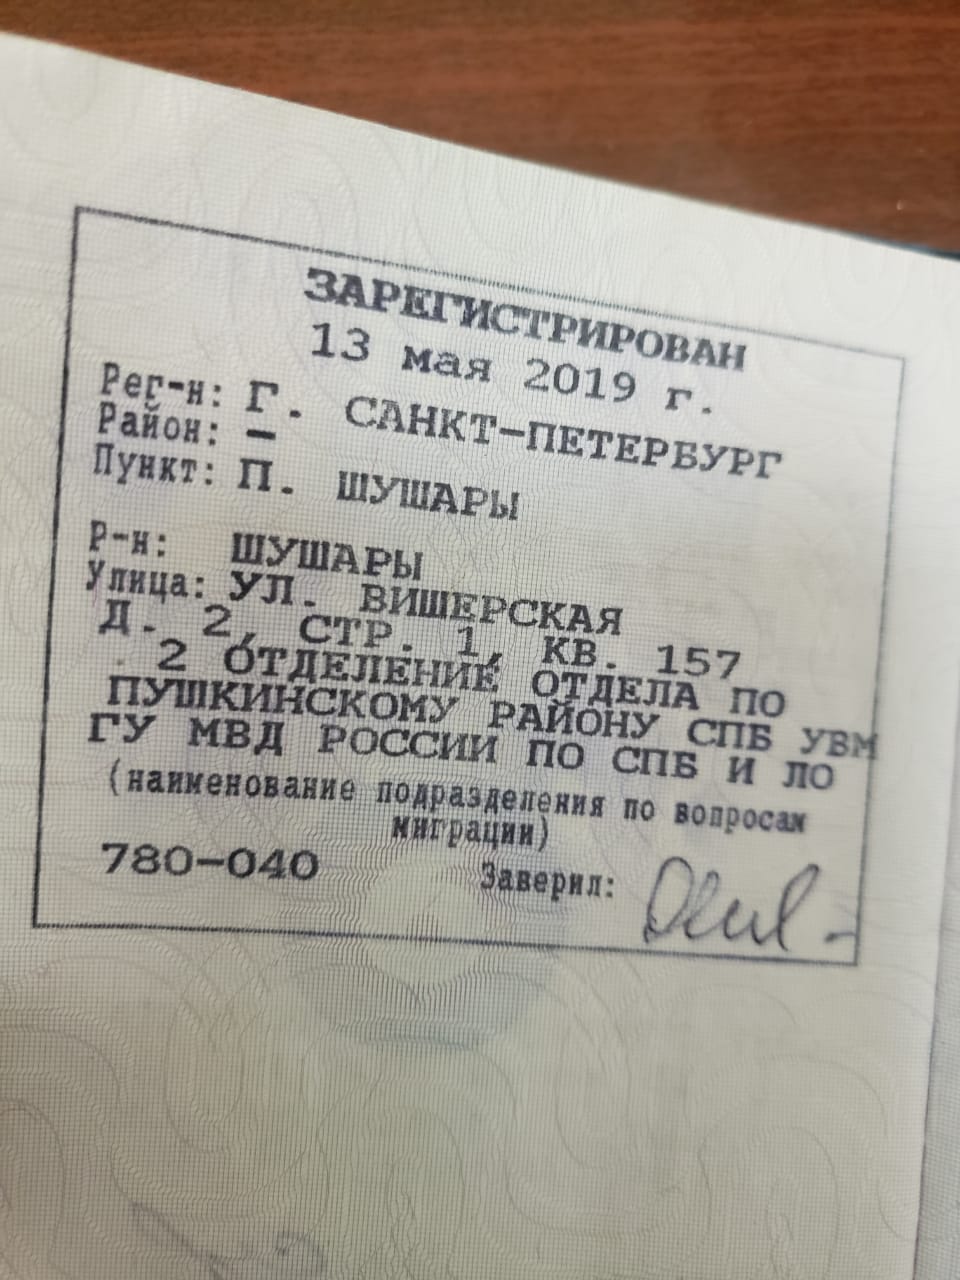 ЗАРЕГИСТРИРОВАН
13 мая 2019 г.
Рег-н: Г. САНКТ-ПЕТЕРБУРГ
Район: –
Пункт: П. ШУШАРЫ
Р-н: ШУШАРЫ
Улица: УЛ. ВИШЕРСКАЯ
Д. 2, СТР. 1, КВ. 157
2 ОТДЕЛЕНИЕ ОТДЕЛА ПО
ПУШКИНСКОМУ РАЙОНУ СПБ УВМ
ГУ МВД РОССИИ ПО СПБ И ЛО
(наименование подразделения по вопросам
миграции)
780-040 Заверил: